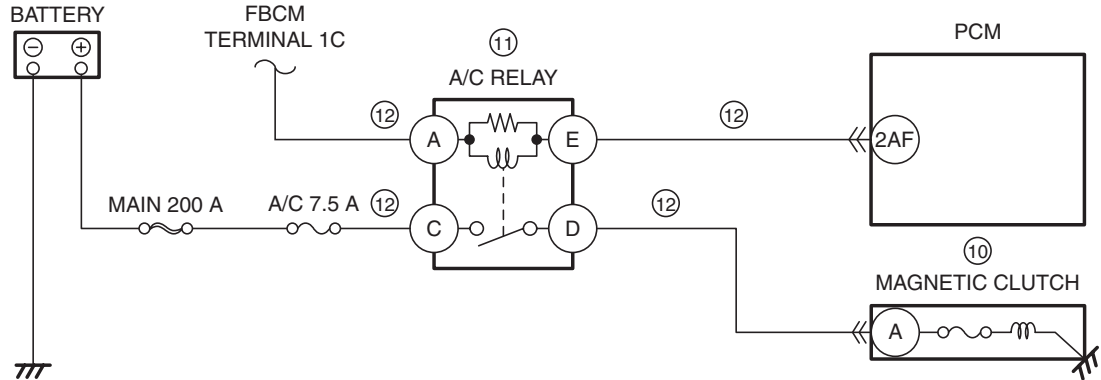 BATTERY
− +
FBCM
TERMINAL 1C
11
A/C RELAY
PCM
12
A
E
12
2AF
MAIN 200 A
A/C 7.5 A
12
C
D
12
10
MAGNETIC CLUTCH
A